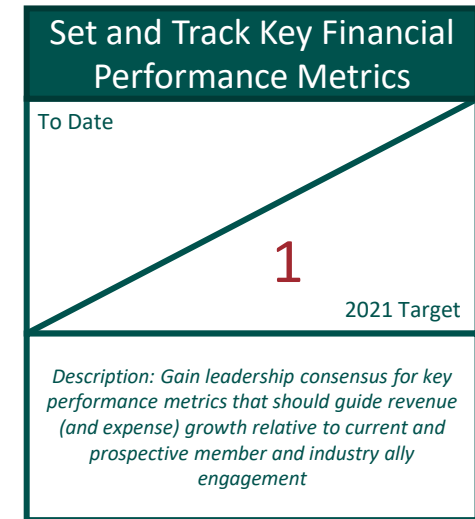 Set and Track Key Financial
Performance Metrics
To Date
1
2021 Target
Description: Gain leadership consensus for key
performance metrics that should guide revenue
(and expense) growth relative to current and
prospective member and industry ally
engagement